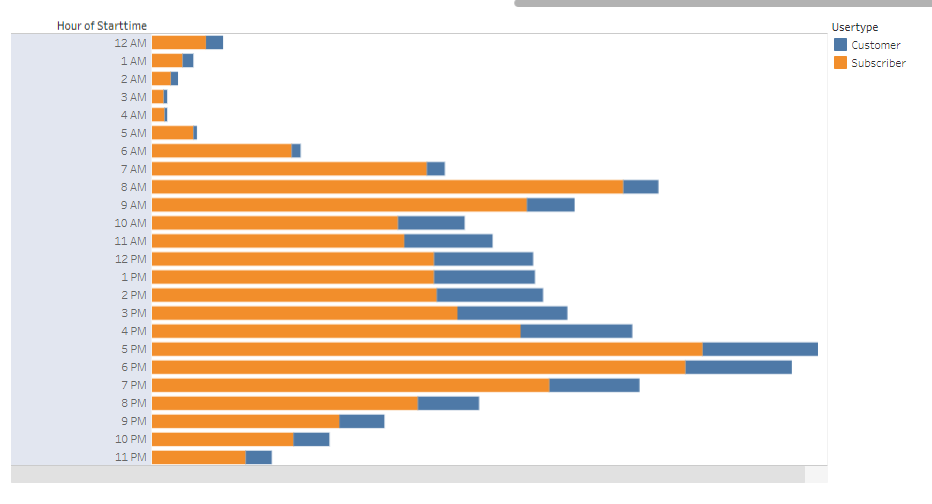 Hour of Starttime
12 AM
1 AM
2 AM
3 AM
4 AM
5 AM
6 AM
7 AM
8 AM
9 AM
10 AM
11 AM
12 PM
1 PM
2 PM
3 PM
4 PM
5 PM
6 PM
7 PM
8 PM
9 PM
10 PM
11 PM
Usertype
Customer
Subscriber